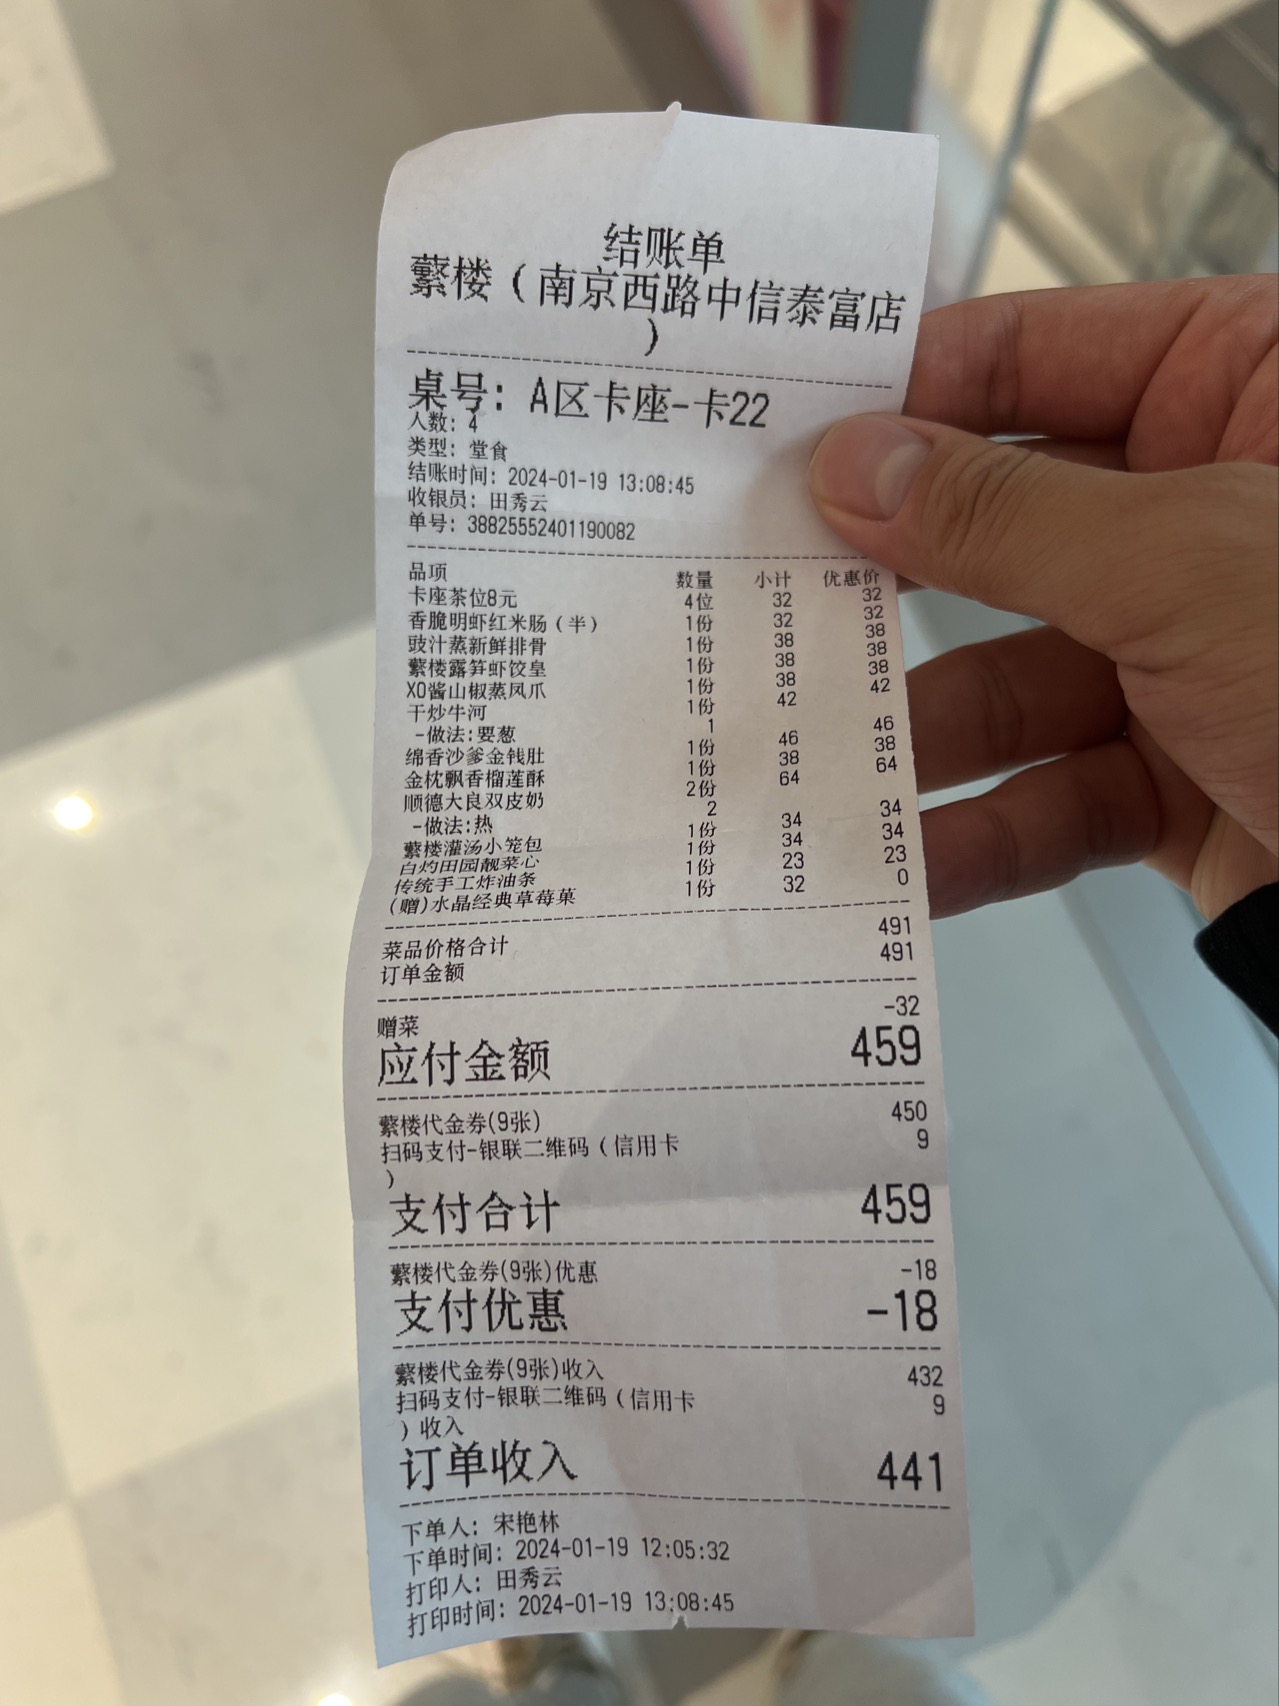 结账单
蘩楼（南京西路中信泰富店
）
桌号：A区卡座-卡22
人数：4
类型：堂食
结账时间：2024-01-19 13:08:45
收银员：田秀云
单号：38825552401190082
品项 数量 小计 优惠价
卡座茶位8元 4位 32 32
香脆明虾红米肠（半） 1份 32 32
豉汁蒸新鲜排骨 1份 38 38
蘩楼露笋虾饺皇 1份 38 38
XO酱山椒蒸凤爪 1份 38 38
干炒牛河 1份 42 42
-做法:要葱 1
绵香沙爹金钱肚 1份 46 46
金枕飘香榴莲酥 1份 38 38
顺德大良双皮奶 2份 64 64
-做法:热 2
蘩楼灌汤小笼包 1份 34 34
白灼田园靓菜心 1份 34 34
传统手工炸油条 1份 23 23
(赠)水晶经典草莓菓 1份 32 0
菜品价格合计 491
订单金额 491
赠菜 -32
应付金额 459
蘩楼代金券(9张) 450
扫码支付-银联二维码（信用卡 9
）
支付合计 459
蘩楼代金券(9张)优惠 -18
支付优惠 -18
蘩楼代金券(9张)收入 432
扫码支付-银联二维码（信用卡 9
）收入
订单收入 441
下单人：宋艳林
下单时间：2024-01-19 12:05:32
打印人：田秀云
打印时间：2024-01-19 13:08:45